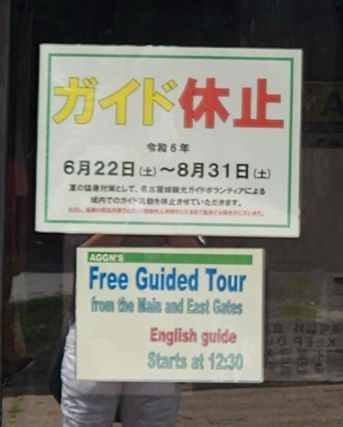 ガイド休止
令和6年
6月22日(土)～8月31日(土)
夏の猛暑対策として、名古屋城観光ガイドボランティアによる
城内でのガイド活動を休止させていただきます。
AGGN'S
Free Guided Tour
from the Main and East Gates
English guide
Starts at 12:30